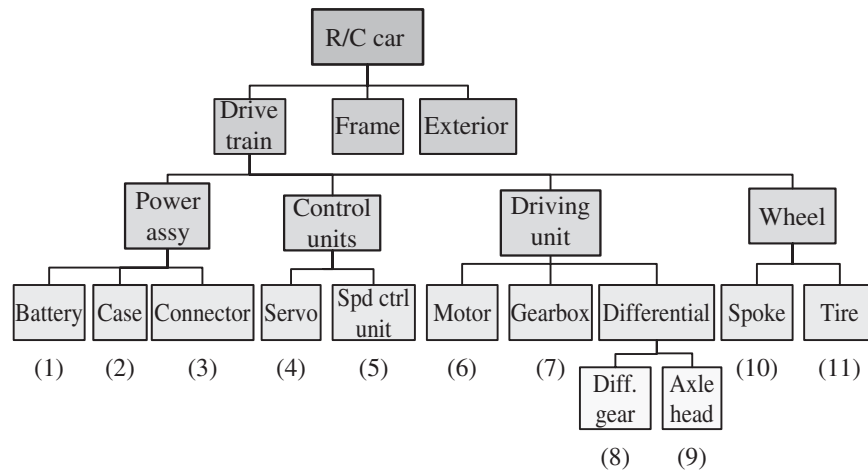 R/C car
Drive
train
Frame
Exterior
Power
assy
Control
units
Driving
unit
Wheel
Battery
Case
Connector
Servo
Spd ctrl
unit
Motor
Gearbox
Differential
Spoke
Tire
(1)
(2)
(3)
(4)
(5)
(6)
(7)
(10)
(11)
Diff.
gear
Axle
head
(8)
(9)